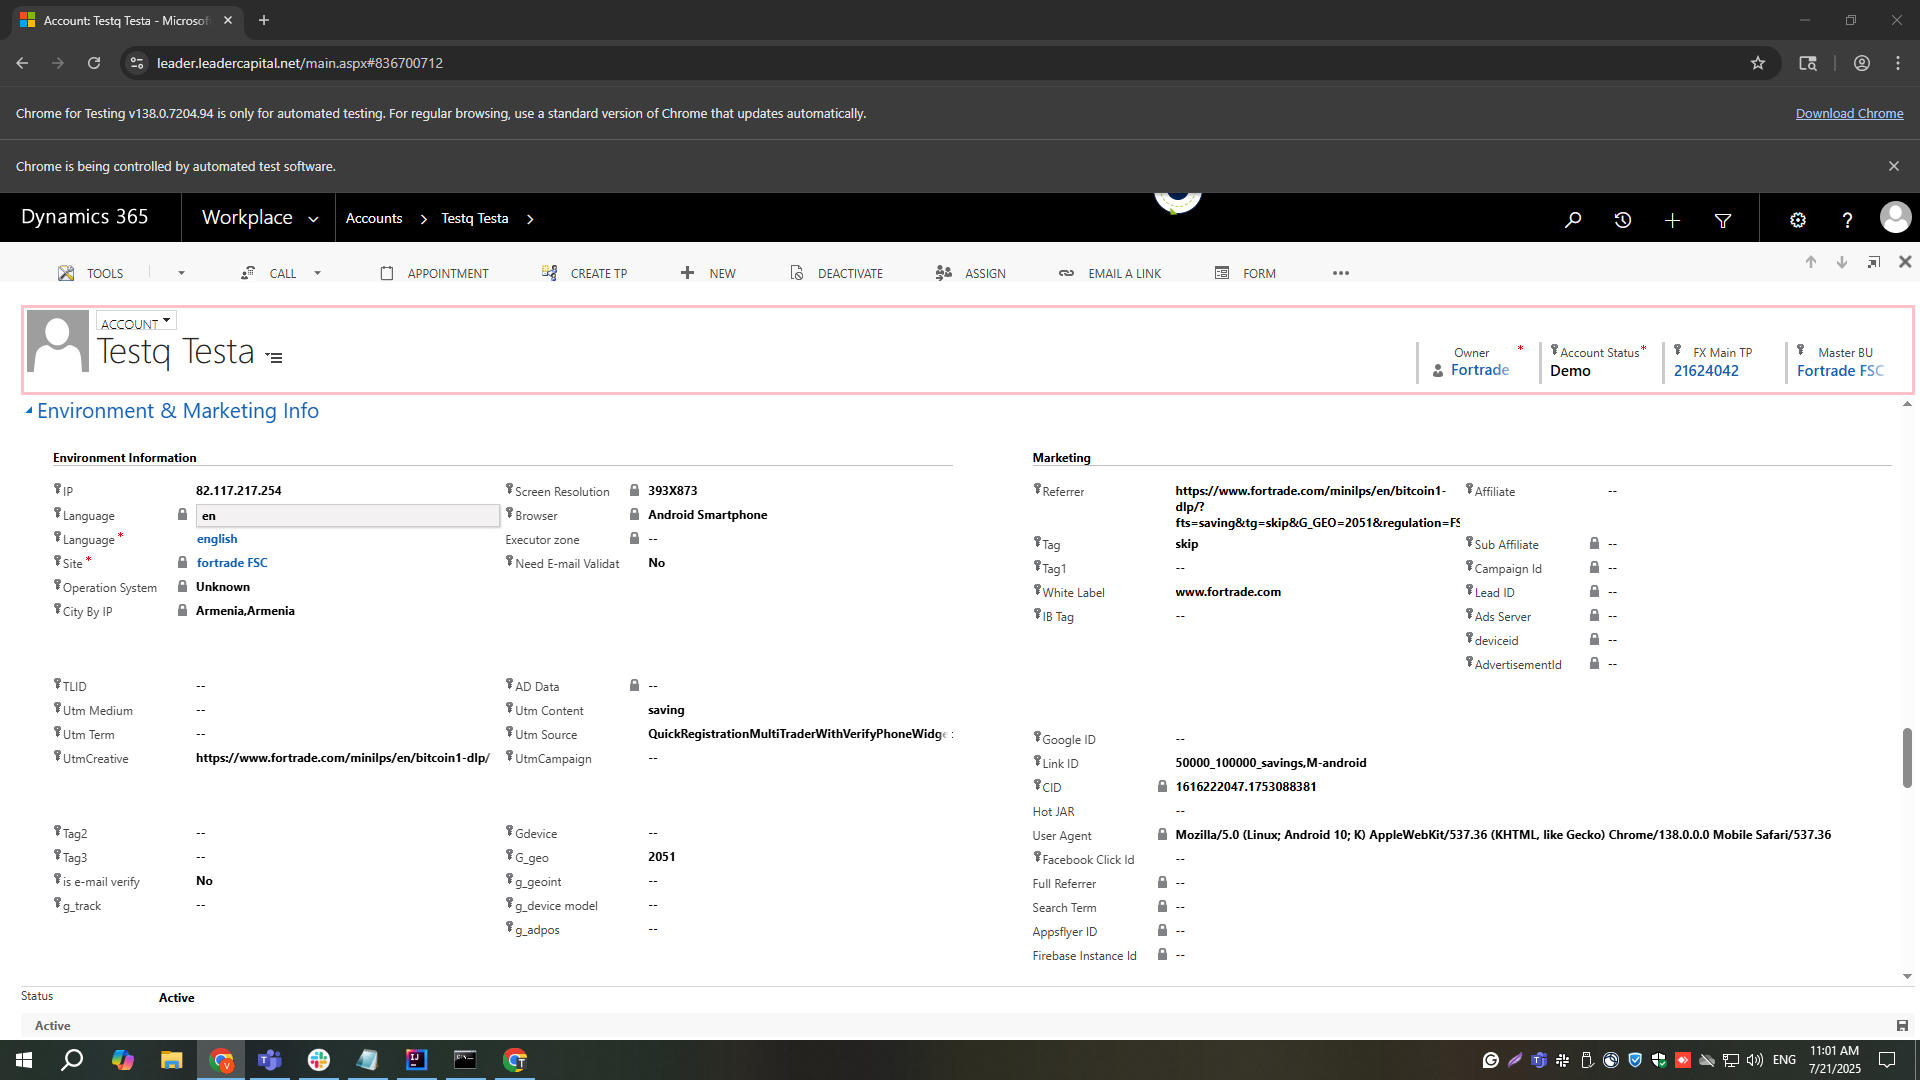 Account: Testq Testa - Microsof
leader.leadercapital.net/main.aspx#836700712
Chrome for Testing v138.0.7204.94 is only for automated testing. For regular browsing, use a standard version of Chrome that updates automatically.
Download Chrome
Chrome is being controlled by automated test software.
Dynamics 365
Workplace
Accounts
Testq Testa
TOOLS
CALL
APPOINTMENT
CREATE TP
NEW
DEACTIVATE
ASSIGN
EMAIL A LINK
FORM
ACCOUNT
Testq Testa
Owner *
Fortrade
Account Status *
Demo
FX Main TP
21624042
Master BU
Fortrade FSC
Environment & Marketing Info
Environment Information
IP 82.117.217.254
Language en
Language * english
Site * fortrade FSC
Operation System Unknown
City By IP Armenia,Armenia
Screen Resolution 393X873
Browser Android Smartphone
Executor zone --
Need E-mail Validat No
TLID --
Utm Medium --
Utm Term --
UtmCreative https://www.fortrade.com/minilps/en/bitcoin1-dlp/
AD Data --
Utm Content saving
Utm Source QuickRegistrationMultiTraderWithVerifyPhoneWidge
UtmCampaign --
Tag2 --
Tag3 --
is e-mail verify No
g_track --
Gdevice --
G_geo 2051
g_geoint --
g_device model --
g_adpos --
Marketing
Referrer https://www.fortrade.com/minilps/en/bitcoin1-
dlp/?
fts=saving&tg=skip&G_GEO=2051&regulation=FS
Tag skip
Tag1 --
White Label www.fortrade.com
IB Tag --
Affiliate --
Sub Affiliate --
Campaign Id --
Lead ID --
Ads Server --
deviceid --
AdvertisementId --
Google ID --
Link ID 50000_100000_savings,M-android
CID 1616222047.1753088381
Hot JAR --
User Agent Mozilla/5.0 (Linux; Android 10; K) AppleWebKit/537.36 (KHTML, like Gecko) Chrome/138.0.0.0 Mobile Safari/537.36
Facebook Click Id --
Full Referrer --
Search Term --
Appsflyer ID --
Firebase Instance Id --
Status Active
Active
ENG
11:01 AM
7/21/2025